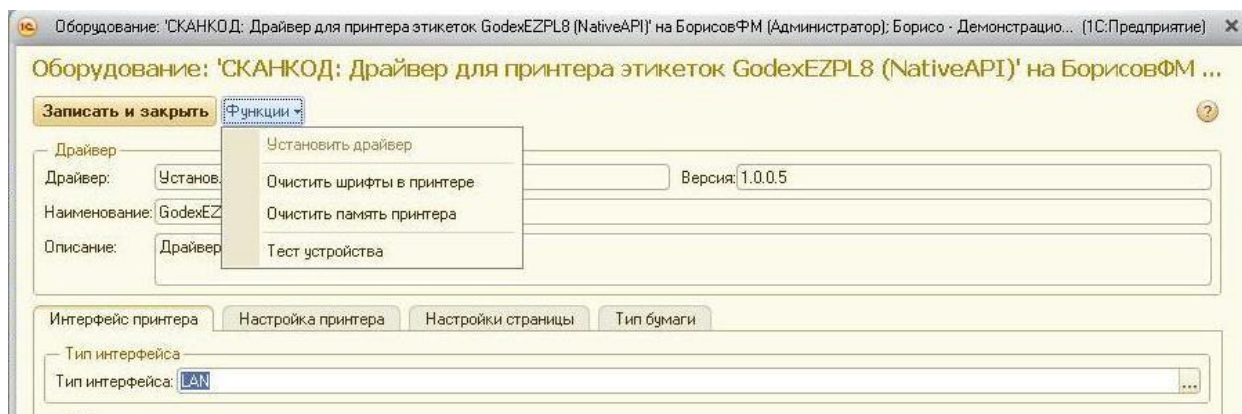 Оборудование: 'СКАНКОД: Драйвер для принтера этикеток GodexEZPL8 (NativeAPI)' на БорисовФМ (Администратор); Борисо - Демонстрацио... (1С:Предприятие)
Оборудование: 'СКАНКОД: Драйвер для принтера этикеток GodexEZPL8 (NativeAPI)' на БорисовФМ ...
Записать и закрыть Функции
Установить драйвер
Очистить шрифты в принтере
Очистить память принтера
Тест устройства
Драйвер
Драйвер: Установ. Версия: 1.0.0.5
Наименование: GodexEZ
Описание: Драйвер
Интерфейс принтера Настройка принтера Настройки страницы Тип бумаги
Тип интерфейса
Тип интерфейса: LAN ...